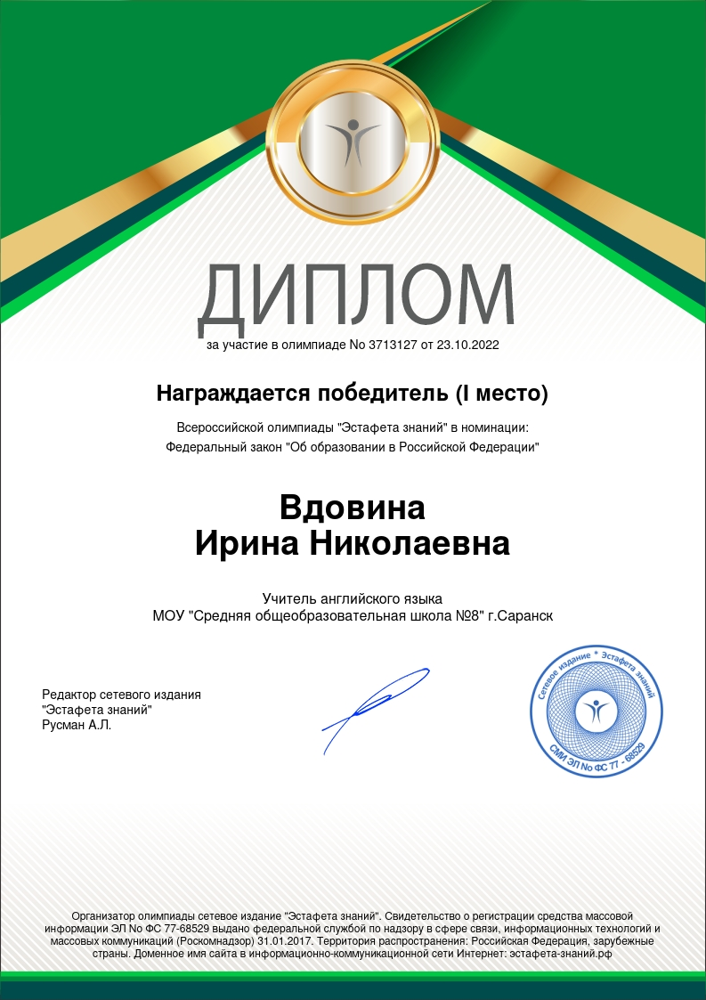 ДИПЛОМ
за участие в олимпиаде No 3713127 от 23.10.2022
Награждается победитель (I место)
Всероссийской олимпиады "Эстафета знаний" в номинации:
Федеральный закон "Об образовании в Российской Федерации"
Вдовина
Ирина Николаевна
Учитель английского языка
МОУ "Средняя общеобразовательная школа №8" г.Саранск
Редактор сетевого издания
"Эстафета знаний"
Русман А.Л.
Сетевое издание * Эстафета знаний
СМИ ЭЛ No ФС 77 - 68529
Организатор олимпиады сетевое издание "Эстафета знаний". Свидетельство о регистрации средства массовой
информации ЭЛ No ФС 77-68529 выдано федеральной службой по надзору в сфере связи, информационных технологий и
массовых коммуникаций (Роскомнадзор) 31.01.2017. Территория распространения: Российская Федерация, зарубежные
страны. Доменное имя сайта в информационно-коммуникационной сети Интернет: эстафета-знаний.рф